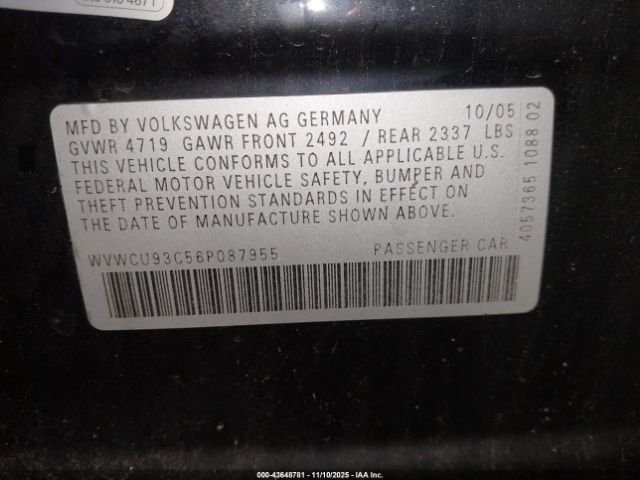 MFD BY VOLKSWAGEN AG GERMANY 10/05
GVWR 4719 GAWR FRONT 2492 / REAR 2337 LBS
THIS VEHICLE CONFORMS TO ALL APPLICABLE U.S.
FEDERAL MOTOR VEHICLE SAFETY, BUMPER AND
THEFT PREVENTION STANDARDS IN EFFECT ON
THE DATE OF MANUFACTURE SHOWN ABOVE.
WVWCU93C56P087955 PASSENGER CAR
4057365 1088 02
000-43648781 - 11/10/2025 - IAA Inc.